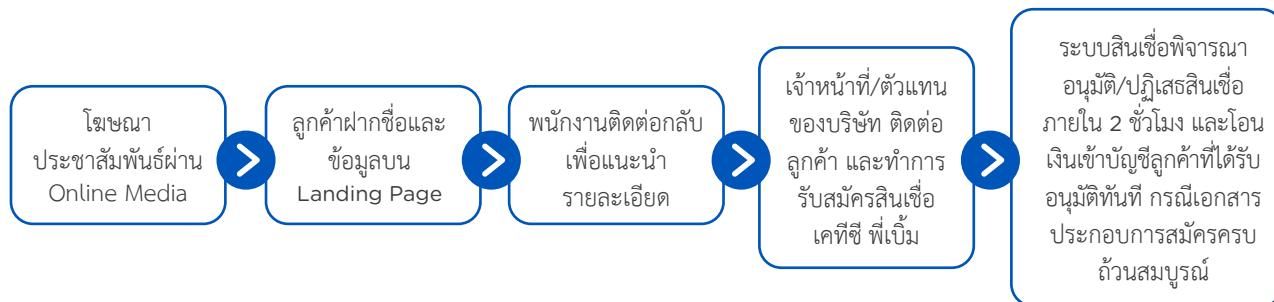 โฆษณา
ประชาสัมพันธ์ผ่าน
Online Media
ลูกค้าฝากชื่อและ
ข้อมูลบน
Landing Page
พนักงานติดต่อกลับ
เพื่อแนะนำ
รายละเอียด
เจ้าหน้าที่/ตัวแทน
ของบริษัท ติดต่อ
ลูกค้า และทำการ
รับสมัครสินเชื่อ
เคทีซี พี่เบิ้ม
ระบบสินเชื่อพิจารณา
อนุมัติ/ปฏิเสธสินเชื่อ
ภายใน 2 ชั่วโมง และโอน
เงินเข้าบัญชีลูกค้าที่ได้รับ
อนุมัติทันที กรณีเอกสาร
ประกอบการสมัครครบ
ถ้วนสมบูรณ์